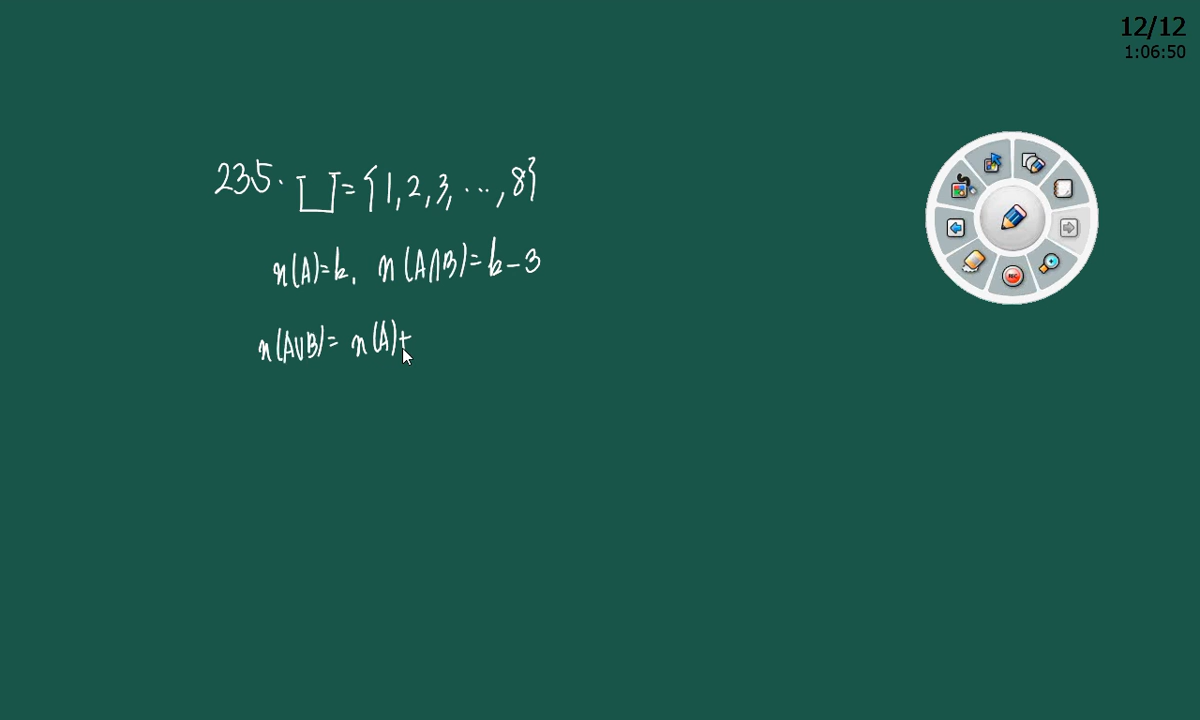 12/12
1:06:50
235. U = {1, 2, 3, ..., 8}
n(A) = k, n(A∩B) = k - 3
n(A∪B) = n(A) +